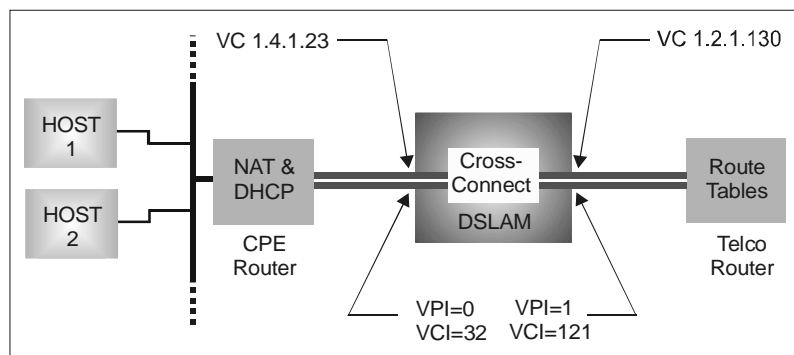 VC 1.4.1.23
VC 1.2.1.130
HOST
1
HOST
2
NAT &
DHCP
CPE
Router
Cross-
Connect
DSLAM
Route
Tables
Telco
Router
VPI=0
VCI=32
VPI=1
VCI=121